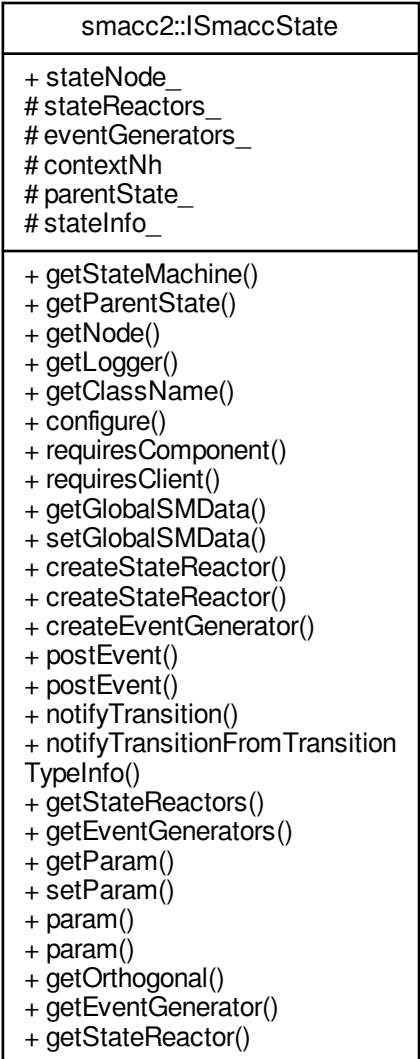 smacc2::ISmaccState
+ stateNode_
# stateReactors_
# eventGenerators_
# contextNh
# parentState_
# stateInfo_
+ getStateMachine()
+ getParentState()
+ getNode()
+ getLogger()
+ getClassName()
+ configure()
+ requiresComponent()
+ requiresClient()
+ getGlobalSMData()
+ setGlobalSMData()
+ createStateReactor()
+ createStateReactor()
+ createEventGenerator()
+ postEvent()
+ postEvent()
+ notifyTransition()
+ notifyTransitionFromTransition
TypeInfo()
+ getStateReactors()
+ getEventGenerators()
+ getParam()
+ setParam()
+ param()
+ param()
+ getOrthogonal()
+ getEventGenerator()
+ getStateReactor()